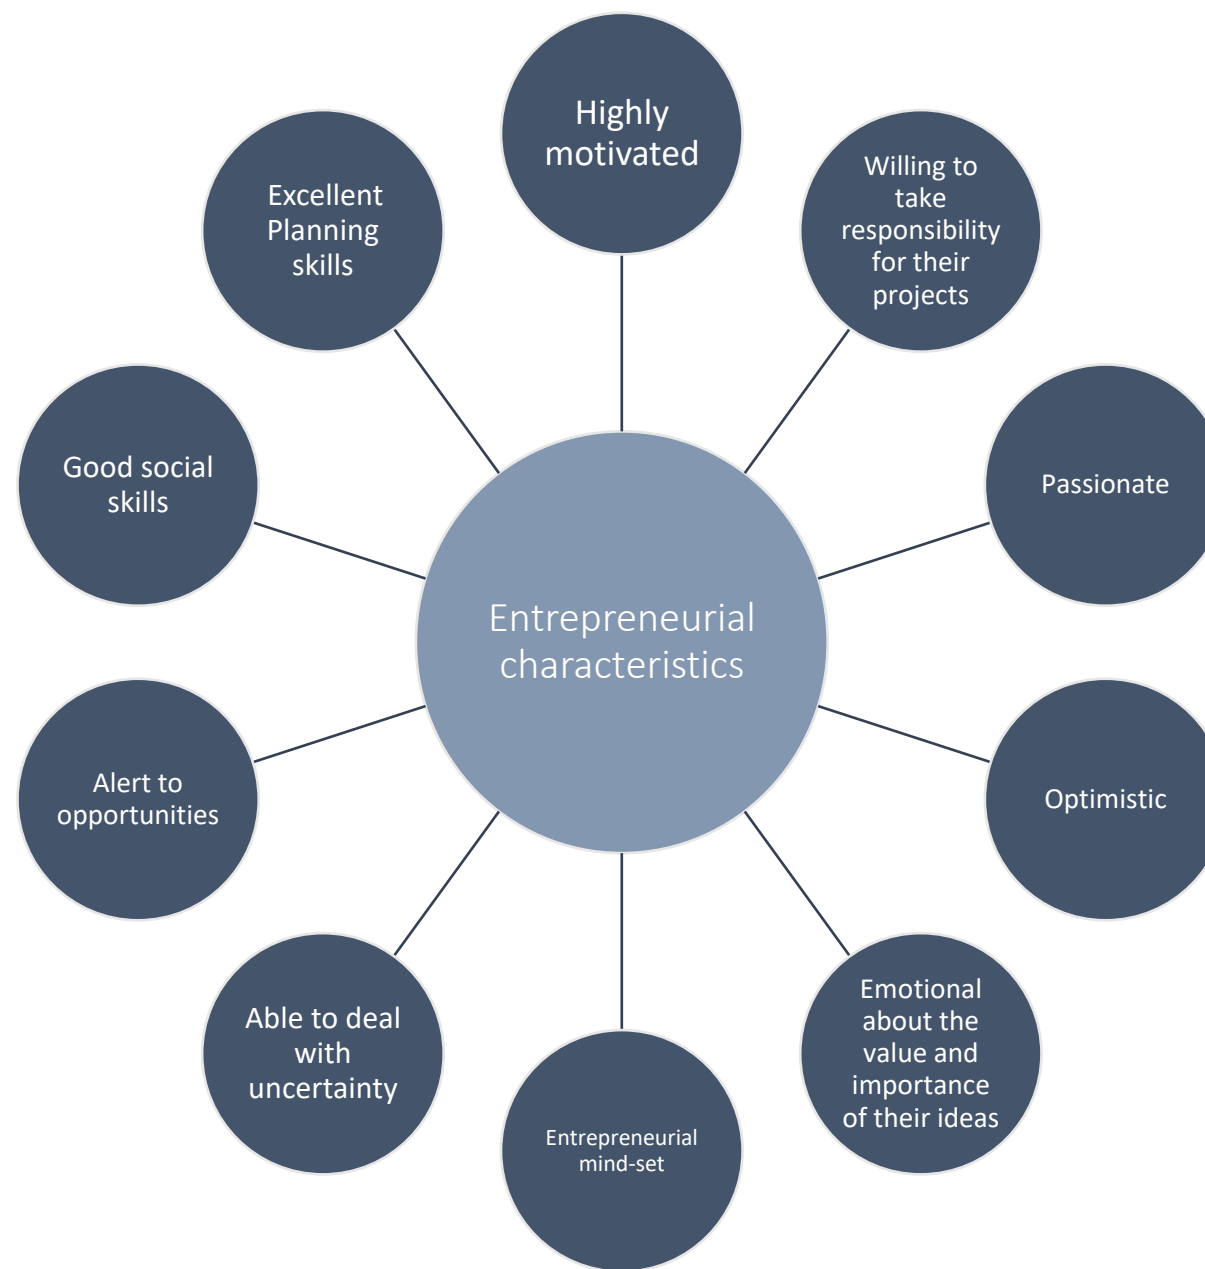 Highly
motivated
Willing to
take
responsibility
for their
projects
Passionate
Optimistic
Emotional
about the
value and
importance
of their ideas
Entrepreneurial
mind-set
Able to deal
with
uncertainty
Alert to
opportunities
Good social
skills
Excellent
Planning
skills
Entrepreneurial
characteristics